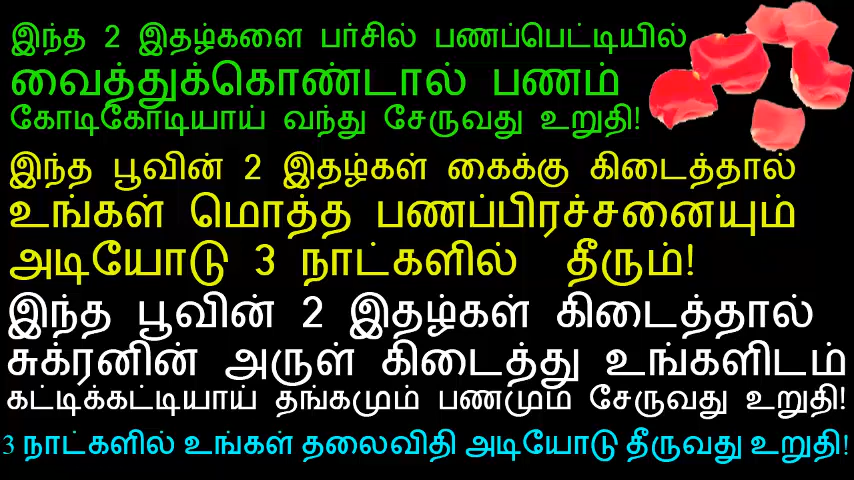 இந்த 2 இதழ்களை பர்சில் பணப்பெட்டியில்
வைத்துக்கொண்டால் பணம்
கோடிகோடியாய் வந்து சேருவது உறுதி!
இந்த பூவின் 2 இதழ்கள் கைக்கு கிடைத்தால்
உங்கள் மொத்த பணப்பிரச்சனையும்
அடியோடு 3 நாட்களில் தீரும்!
இந்த பூவின் 2 இதழ்கள் கிடைத்தால்
சுக்ரனின் அருள் கிடைத்து உங்களிடம்
கட்டிக்கட்டியாய் தங்கமும் பணமும் சேருவது உறுதி!
3 நாட்களில் உங்கள் தலைவிதி அடியோடு தீருவது உறுதி!